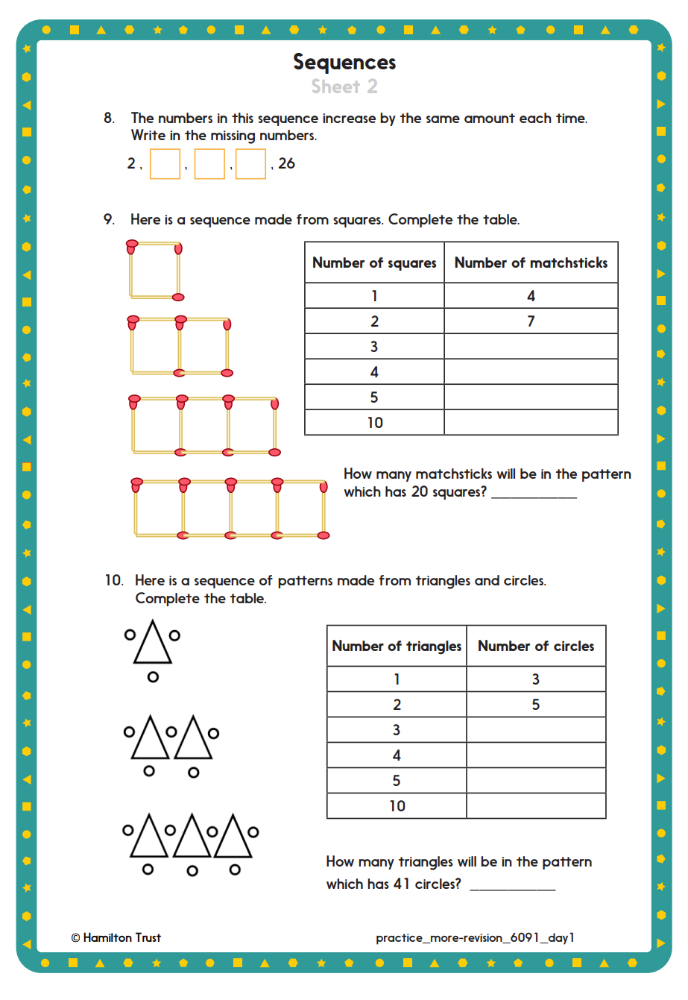 Sequences
Sheet 2
8. The numbers in this sequence increase by the same amount each time.
Write in the missing numbers.
2 , , , , 26
9. Here is a sequence made from squares. Complete the table.
Number of squares Number of matchsticks
1 4
2 7
3
4
5
10
How many matchsticks will be in the pattern
which has 20 squares? ___________
10. Here is a sequence of patterns made from triangles and circles.
Complete the table.
Number of triangles Number of circles
1 3
2 5
3
4
5
10
How many triangles will be in the pattern
which has 41 circles? ___________
© Hamilton Trust practice_more-revision_6091_day1